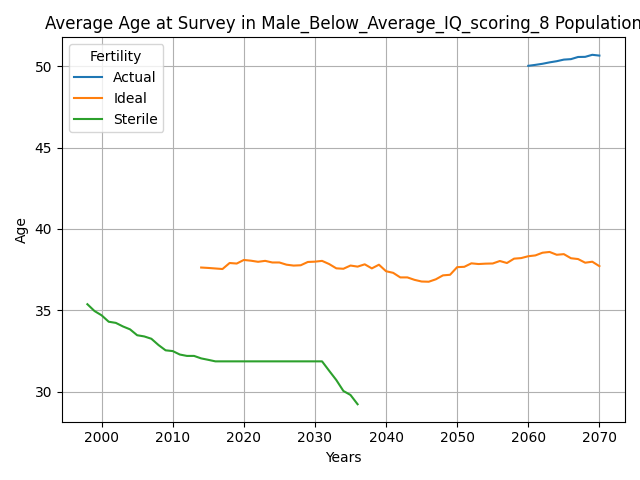 Average Age at Survey in Male_Below_Average_IQ_scoring_8 Population
Fertility
Actual
Ideal
Sterile
50
45
40
35
30
Age
2000 2010 2020 2030 2040 2050 2060 2070
Years